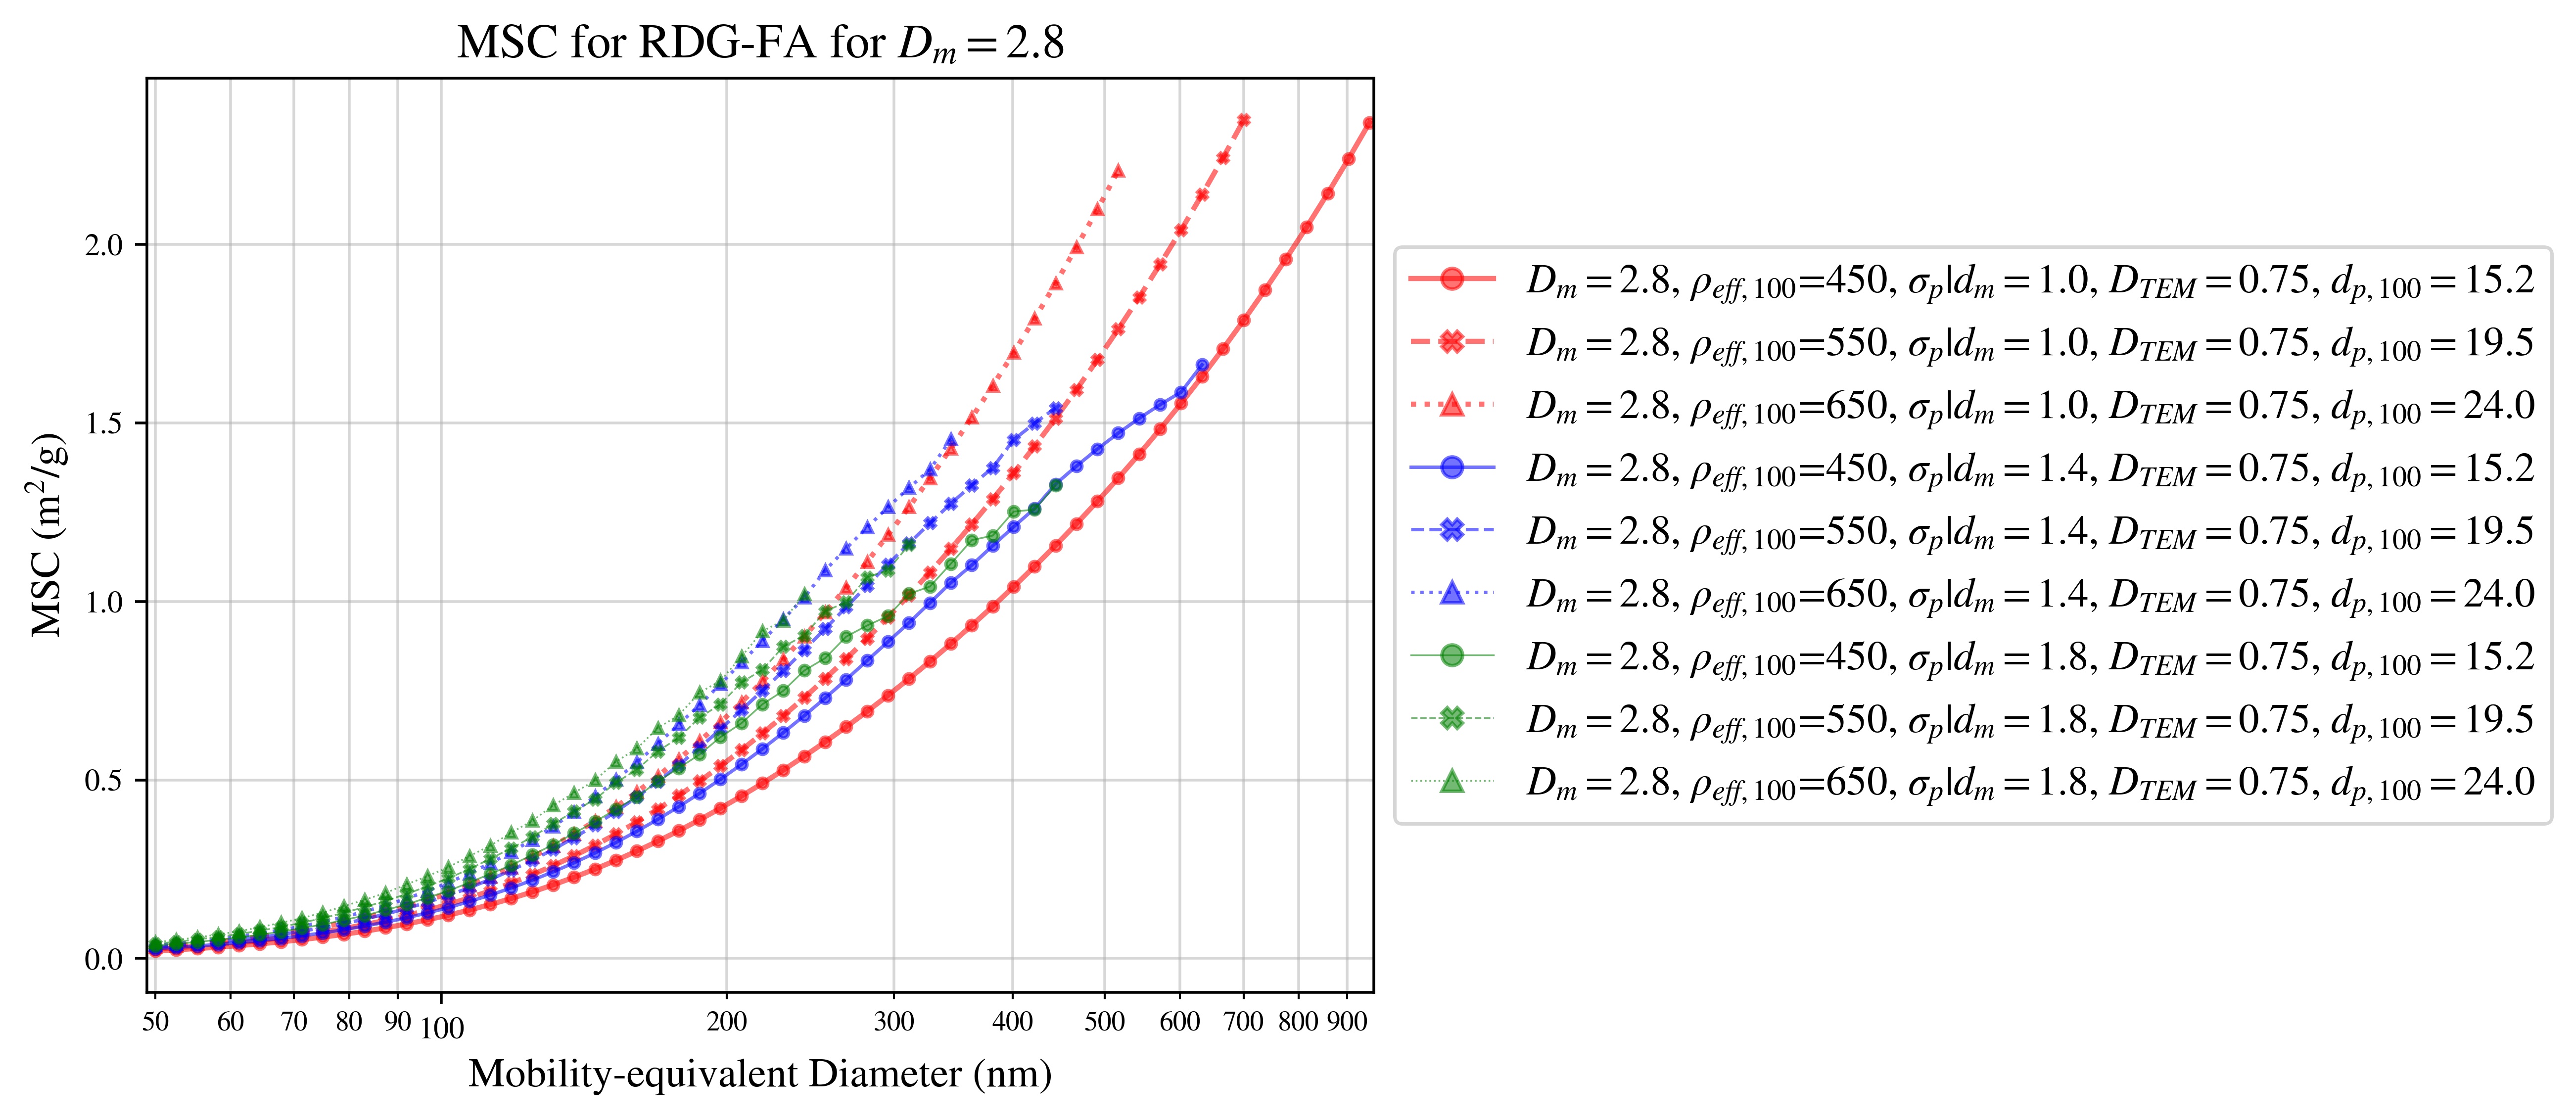 MSC for RDG-FA for Dₘ = 2.8
MSC (m²/g)
2.0
1.5
1.0
0.5
0.0
50 60 70 80 90 100 200 300 400 500 600 700 800 900
Mobility-equivalent Diameter (nm)
D_m = 2.8, ρ_eff,100=450, σ_p|d_m = 1.0, D_TEM = 0.75, d_p,100 = 15.2
D_m = 2.8, ρ_eff,100=550, σ_p|d_m = 1.0, D_TEM = 0.75, d_p,100 = 19.5
D_m = 2.8, ρ_eff,100=650, σ_p|d_m = 1.0, D_TEM = 0.75, d_p,100 = 24.0
D_m = 2.8, ρ_eff,100=450, σ_p|d_m = 1.4, D_TEM = 0.75, d_p,100 = 15.2
D_m = 2.8, ρ_eff,100=550, σ_p|d_m = 1.4, D_TEM = 0.75, d_p,100 = 19.5
D_m = 2.8, ρ_eff,100=650, σ_p|d_m = 1.4, D_TEM = 0.75, d_p,100 = 24.0
D_m = 2.8, ρ_eff,100=450, σ_p|d_m = 1.8, D_TEM = 0.75, d_p,100 = 15.2
D_m = 2.8, ρ_eff,100=550, σ_p|d_m = 1.8, D_TEM = 0.75, d_p,100 = 19.5
D_m = 2.8, ρ_eff,100=650, σ_p|d_m = 1.8, D_TEM = 0.75, d_p,100 = 24.0